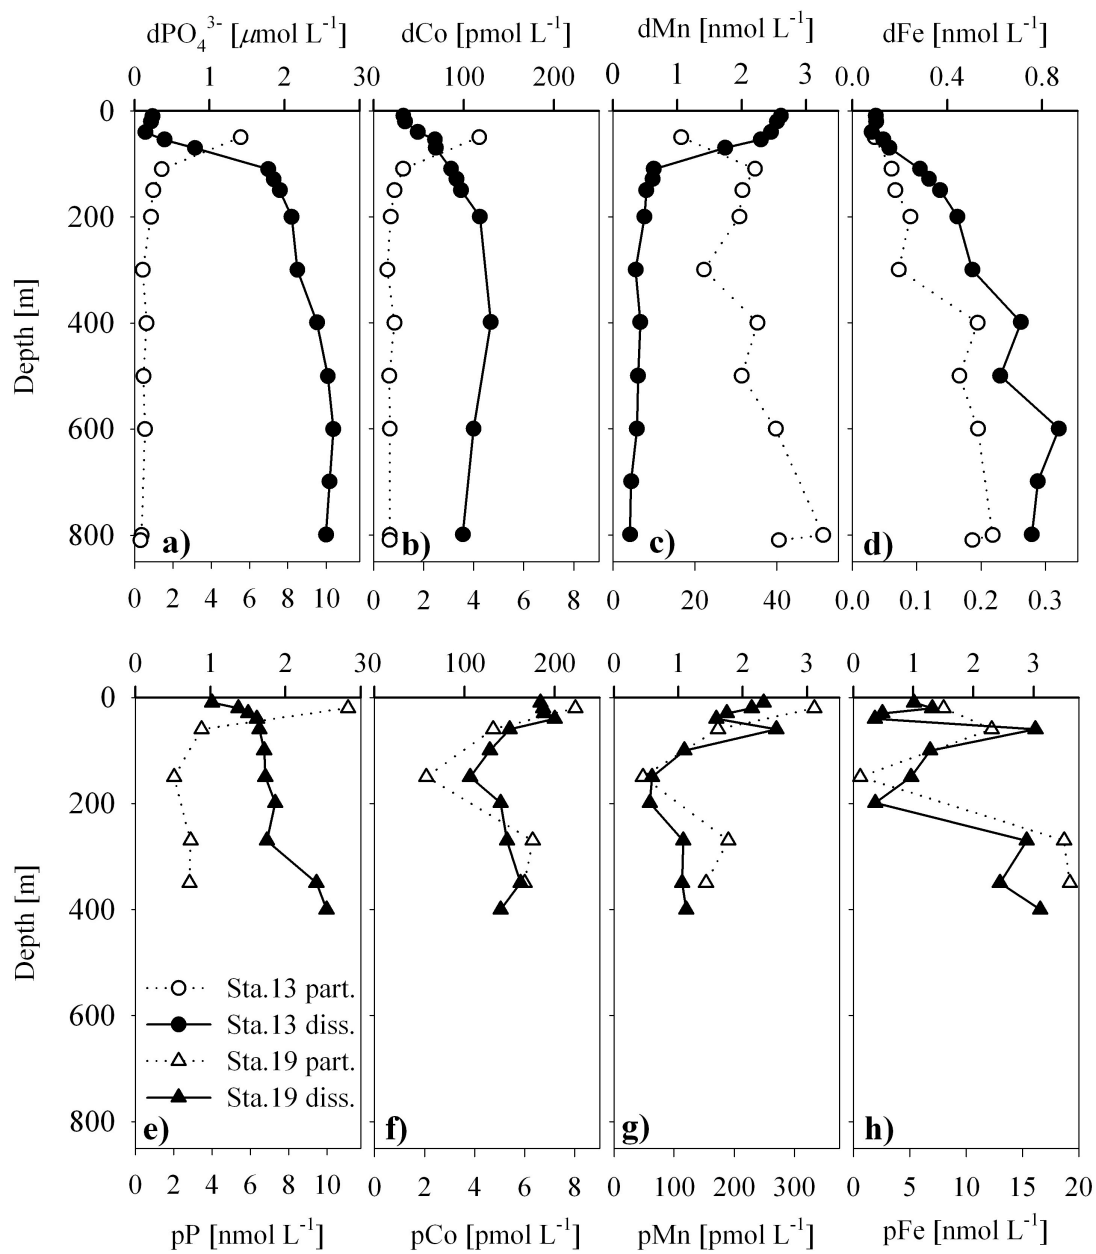 dPO₄³⁻ [µmol L⁻¹] dCo [pmol L⁻¹] dMn [nmol L⁻¹] dFe [nmol L⁻¹]
0 1 2 30 100 200 0 1 2 3 0.0 0.4 0.8
0
200
400
600
800
Depth [m]
a) b) c) d)
0 2 4 6 8 10 0 2 4 6 8 0 20 40 0.0 0.1 0.2 0.3
0 1 2 30 100 200 0 1 2 3 0 1 2 3
0
200
400
600
800
Depth [m]
Sta.13 part.
Sta.13 diss.
Sta.19 part.
Sta.19 diss.
e) f) g) h)
0 2 4 6 8 10 0 2 4 6 8 0 100 200 300 0 5 10 15 20
pP [nmol L⁻¹] pCo [pmol L⁻¹] pMn [pmol L⁻¹] pFe [nmol L⁻¹]